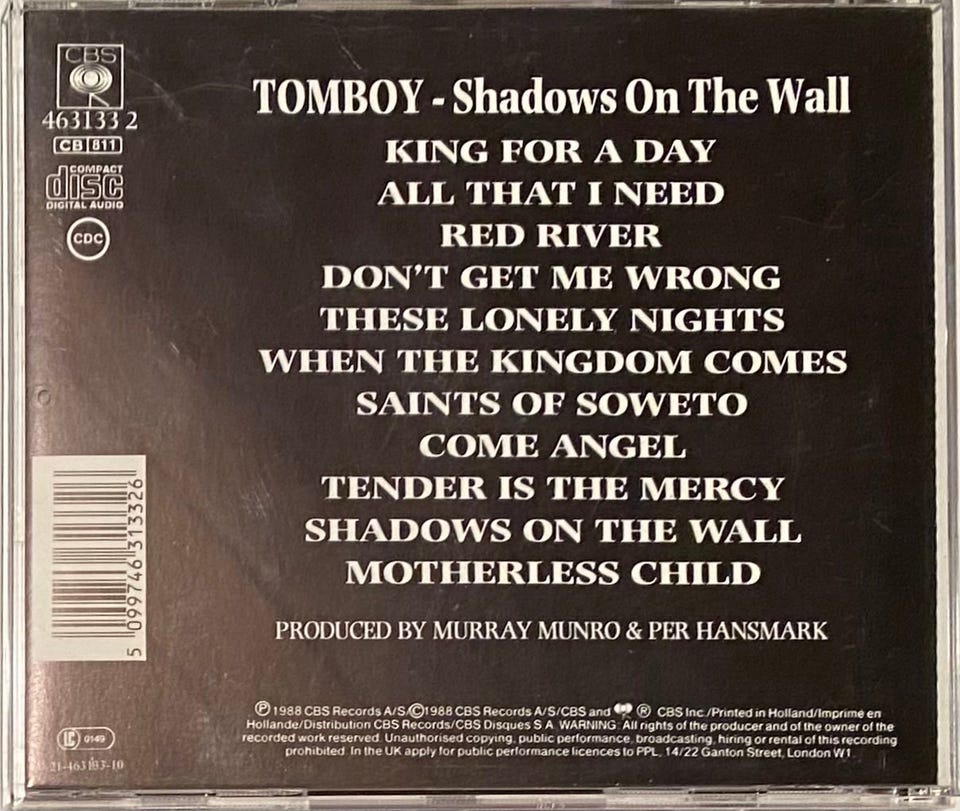 CBS
463133 2
CB 811
COMPACT
disc
DIGITAL AUDIO
CDC
TOMBOY - Shadows On The Wall
KING FOR A DAY
ALL THAT I NEED
RED RIVER
DON'T GET ME WRONG
THESE LONELY NIGHTS
WHEN THE KINGDOM COMES
SAINTS OF SOWETO
COME ANGEL
TENDER IS THE MERCY
SHADOWS ON THE WALL
MOTHERLESS CHILD
PRODUCED BY MURRAY MUNRO & PER HANSMARK
5 099746 313326
LC 0149
21-463133-10
Ⓟ 1988 CBS Records A/S/Ⓒ1988 CBS Records A/S/CBS and ® CBS Inc./Printed in Holland/Imprimé en
Hollande/Distribution CBS Records/CBS Disques S.A. WARNING: All rights of the producer and of the owner of the
recorded work reserved. Unauthorised copying, public performance, broadcasting, hiring or rental of this recording
prohibited. In the UK apply for public performance licences to PPL, 14/22 Ganton Street, London W1.